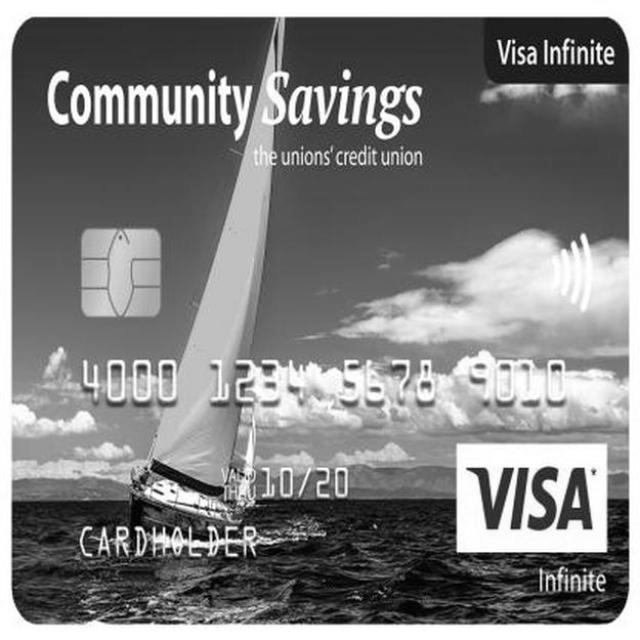 Visa Infinite
Community Savings
the unions' credit union
4000 1234 5678 9010
VALID THRU 10/20
CARDHOLDER
VISA
Infinite